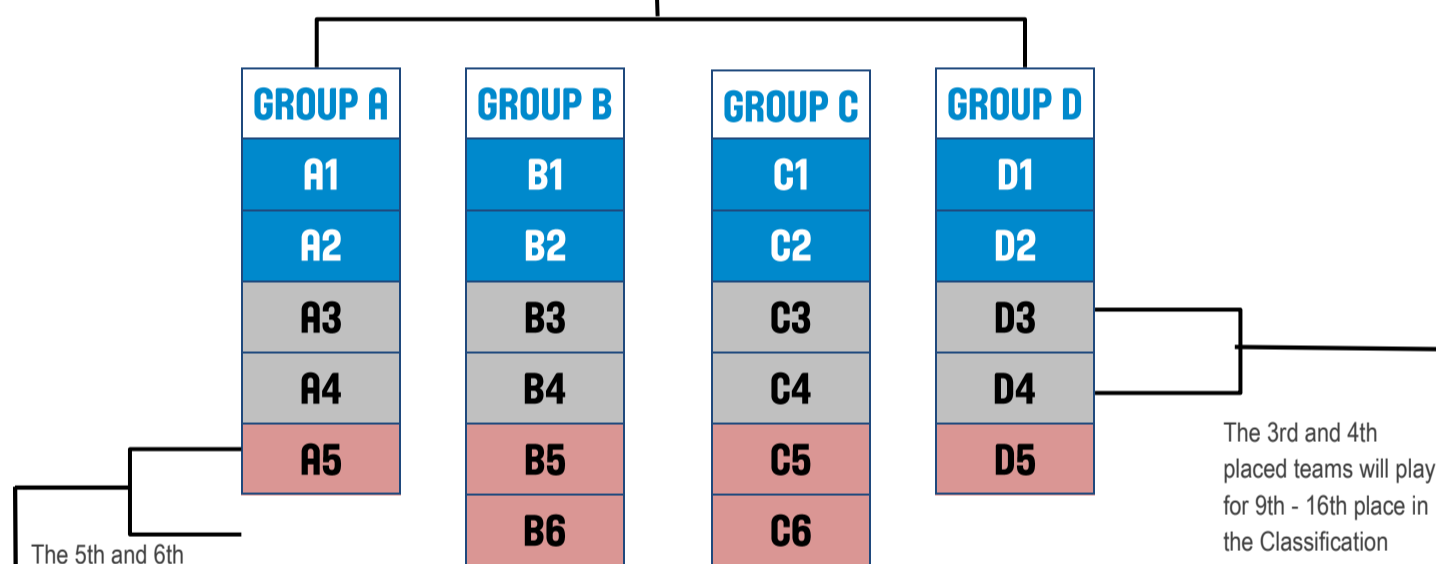 GROUP A GROUP B GROUP C GROUP D
A1 B1 C1 D1
A2 B2 C2 D2
A3 B3 C3 D3
A4 B4 C4 D4
A5 B5 C5 D5
B6 C6
The 3rd and 4th
placed teams will play
for 9th - 16th place in
the Classification
The 5th and 6th